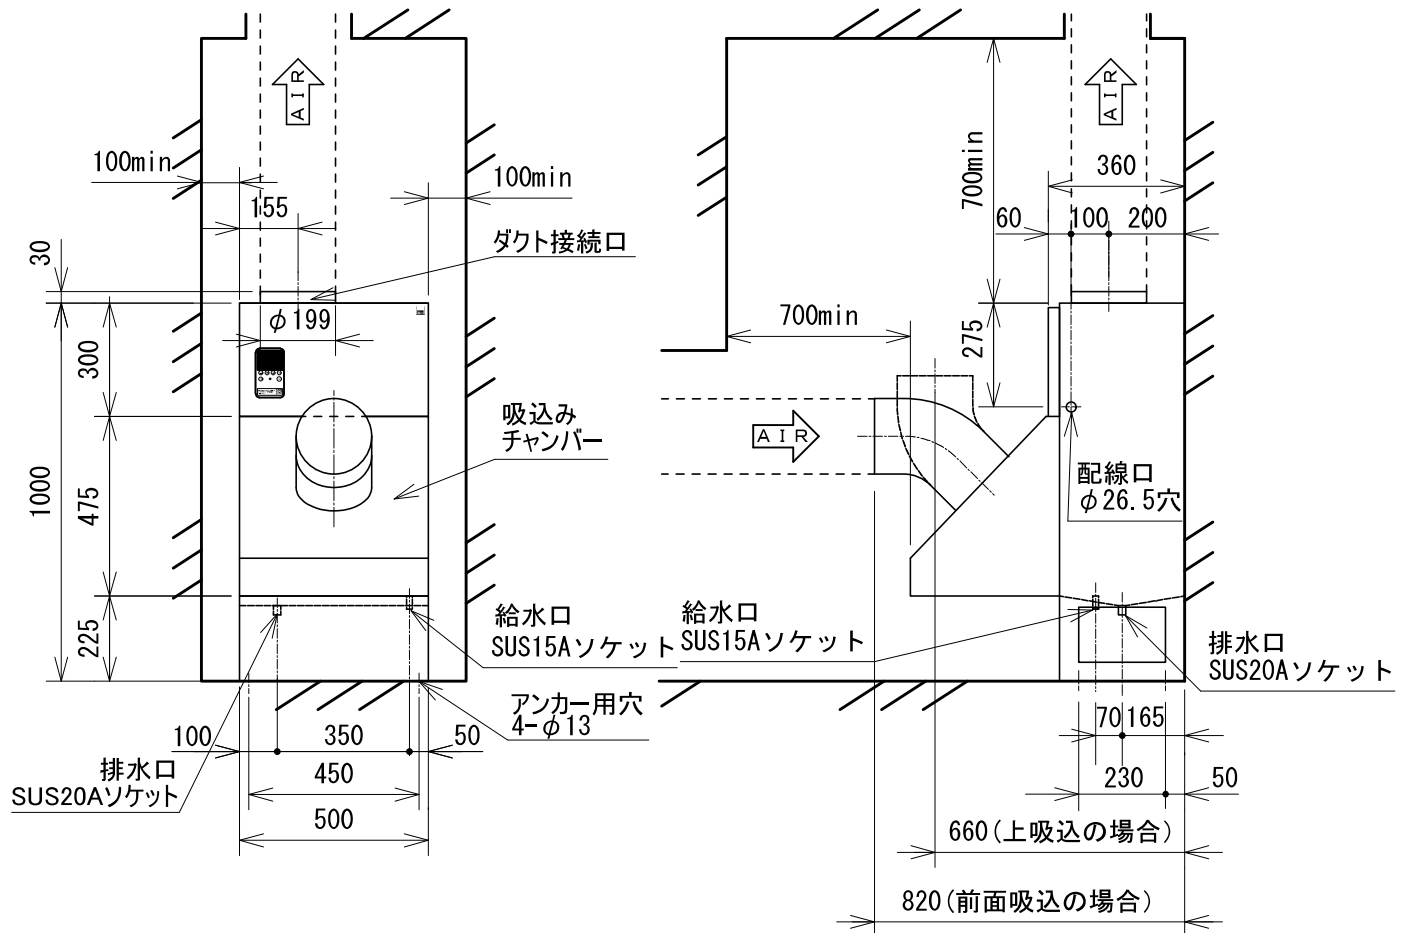 AIR
100min
100min
155
ダクト接続口
30
φ199
300
吸込み
チャンバー
1000
475
225
給水口
SUS15Aソケット
アンカー用穴
4-φ13
100
350
50
排水口
SUS20Aソケット
450
500
AIR
700min
360
60
100
200
700min
275
AIR
配線口
φ26.5穴
給水口
SUS15Aソケット
排水口
SUS20Aソケット
70
165
230
50
660(上吸込の場合)
820(前面吸込の場合)